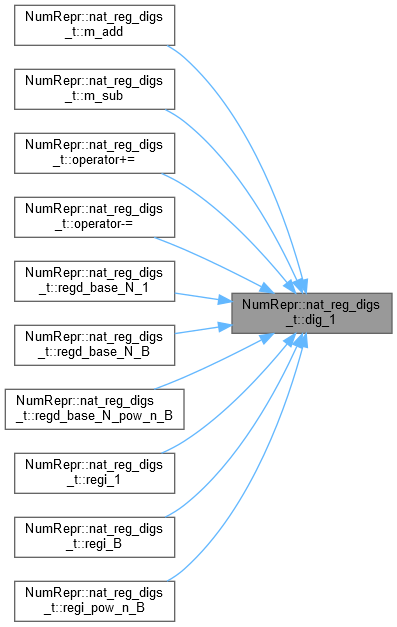 NumRepr::nat_reg_digs
_t::m_add
NumRepr::nat_reg_digs
_t::m_sub
NumRepr::nat_reg_digs
_t::operator+=
NumRepr::nat_reg_digs
_t::operator-=
NumRepr::nat_reg_digs
_t::regd_base_N_1
NumRepr::nat_reg_digs
_t::dig_1
NumRepr::nat_reg_digs
_t::regd_base_N_B
NumRepr::nat_reg_digs
_t::regd_base_N_pow_n_B
NumRepr::nat_reg_digs
_t::regi_1
NumRepr::nat_reg_digs
_t::regi_B
NumRepr::nat_reg_digs
_t::regi_pow_n_B